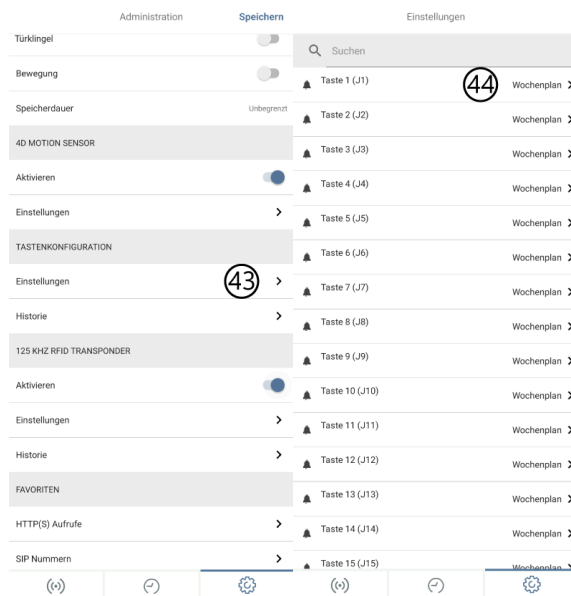 Administration
Speichern
Türklingel
Bewegung
Speicherdauer
Unbegrenzt
4D MOTION SENSOR
Aktivieren
Einstellungen
TASTENKONFIGURATION
Einstellungen
43
Historie
125 KHZ RFID TRANSPONDER
Aktivieren
Einstellungen
Historie
FAVORITEN
HTTP(S) Aufrufe
SIP Nummern
Einstellungen
Suchen
Taste 1 (J1)
44
Wochenplan
Taste 2 (J2)
Wochenplan
Taste 3 (J3)
Wochenplan
Taste 4 (J4)
Wochenplan
Taste 5 (J5)
Wochenplan
Taste 6 (J6)
Wochenplan
Taste 7 (J7)
Wochenplan
Taste 8 (J8)
Wochenplan
Taste 9 (J9)
Wochenplan
Taste 10 (J10)
Wochenplan
Taste 11 (J11)
Wochenplan
Taste 12 (J12)
Wochenplan
Taste 13 (J13)
Wochenplan
Taste 14 (J14)
Wochenplan
Taste 15 (J15)
Wochenplan